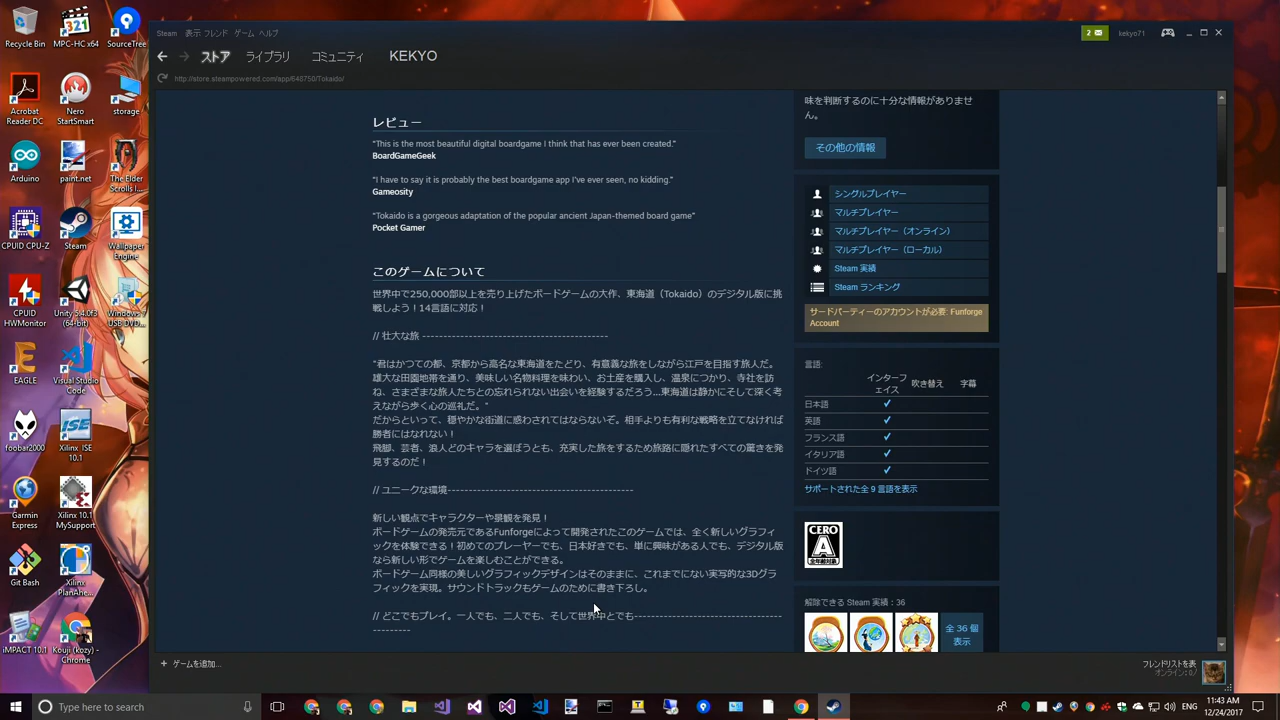 Recycle Bin
MPC-HC x64
SourceTree
Acrobat Reader DC
Nero StartSmart
storage
Arduino
paint.net
The Elder Scrolls I...
CPUID CPU-Z
Steam
Wallpaper Engine
CPUID HWMonitor
Unity 5.4.0f3 (64-bit)
Windows 7 USB DVD...
EAGLE
Visual Studio Code
foobar2000
Xilinx ISE 10.1
Garmin Express
Xilinx 10.1 MySupport
Git Bash
Xilinx PlanAhe...
iMPACT 10.1
Kouji (kozy) - Chrome
Steam 表示 フレンド ゲーム ヘルプ
2
kekyo71
ストア ライブラリ コミュニティ KEKYO
http://store.steampowered.com/app/640750/Tokaido/
レビュー
"This is the most beautiful digital boardgame I think that has ever been created."
BoardGameGeek
"I have to say it is probably the best boardgame app I've ever seen, no kidding."
Gameosity
"Tokaido is a gorgeous adaptation of the popular ancient Japan-themed board game"
Pocket Gamer
このゲームについて
世界中で250,000部以上を売り上げたボードゲームの大作、東海道（Tokaido）のデジタル版に挑
戦しよう！14言語に対応！
// 壮大な旅 --------------------------------------------
"君はかつての都、京都から高名な東海道をたどり、有意義な旅をしながら江戸を目指す旅人だ。
雄大な田園地帯を通り、美味しい名物料理を味わい、お土産を購入し、温泉につかり、寺社を訪
ね、さまざまな旅人たちとの忘れられない出会いを経験するだろう...東海道は静かにそして深く考
えながら歩く心の巡礼だ。"
だからといって、穏やかな街道に惑わされてはならないぞ。相手よりも有利な戦略を立てなければ
勝者にはなれない！
飛脚、芸者、浪人どのキャラを選ぼうとも、充実した旅をするため旅路に隠れたすべての驚きを発
見するのだ！
// ユニークな環境--------------------------------------------
新しい観点でキャラクターや景観を発見！
ボードゲームの発売元であるFunforgeによって開発されたこのゲームでは、全く新しいグラフィ
ックを体験できる！初めてのプレーヤーでも、日本好きでも、単に興味がある人でも、デジタル版
なら新しい形でゲームを楽しむことができる。
ボードゲーム同様の美しいグラフィックデザインはそのままに、これまでにない実写的な3Dグラ
フィックを実現。サウンドトラックもゲームのために書き下ろし。
// どこでもプレイ。一人でも、二人でも、そして世界中とでも-----------------------------------
---------
味を判断するのに十分な情報がありませ
ん。
その他の情報
シングルプレイヤー
マルチプレイヤー
マルチプレイヤー（オンライン）
マルチプレイヤー（ローカル）
Steam 実績
Steam ランキング
サードパーティーのアカウントが必要: Funforge
Account
言語:
インターフェイス 吹き替え 字幕
日本語 ✓
英語 ✓
フランス語 ✓
イタリア語 ✓
ドイツ語 ✓
サポートされた全 9 言語を表示
CERO
A
全年齢対象
解除できる Steam 実績：36
全 36 個
表示
+ ゲームを追加...
フレンドリストを表
Type here to search
ENG
11:43 AM
12/24/2017